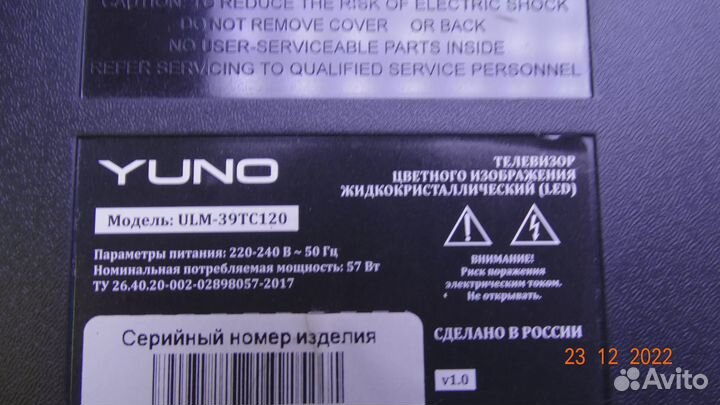 CAUTION: TO REDUCE THE RISK OF ELECTRIC SHOCK
DO NOT REMOVE COVER OR BACK
NO USER-SERVICEABLE PARTS INSIDE
REFER SERVICING TO QUALIFIED SERVICE PERSONNEL
YUNO
ТЕЛЕВИЗОР
ЦВЕТНОГО ИЗОБРАЖЕНИЯ
ЖИДКОКРИСТАЛЛИЧЕСКИЙ (LED)
Модель: ULM-39TC120
Параметры питания: 220-240 В ~ 50 Гц
Номинальная потребляемая мощность: 57 Вт
ТУ 26.40.20-002-02898057-2017
ВНИМАНИЕ!
Риск поражения
электрическим током.
Не открывать.
Серийный номер изделия
СДЕЛАНО В РОССИИ
v1.0
23 12 2022
Avito